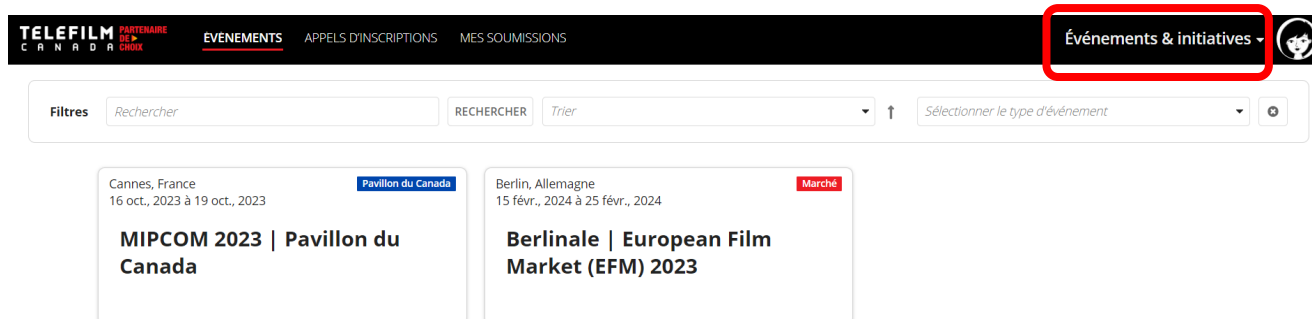 TELEFILM PARTENAIRE
DE
CANADA CHOIX
ÉVÉNEMENTS APPELS D'INSCRIPTIONS MES SOUMISSIONS Événements & initiatives
Filtres Rechercher RECHERCHER Trier Sélectionner le type d'événement
Cannes, France Pavillon du Canada
16 oct., 2023 à 19 oct., 2023
MIPCOM 2023 | Pavillon du
Canada
Berlin, Allemagne Marché
15 févr., 2024 à 25 févr., 2024
Berlinale | European Film
Market (EFM) 2023